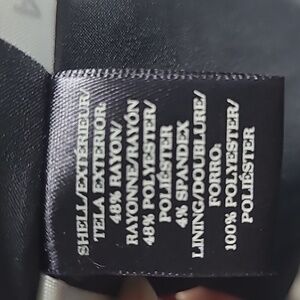 SHELL/EXTÉRIEUR/
TELA EXTERIOR:
48% RAYON/
RAYONNE/RAYÓN
48% POLYESTER/
POLIÉSTER
4% SPANDEX
LINING/DOUBLURE/
FORRO:
100% POLYESTER/
POLIÉSTER
4